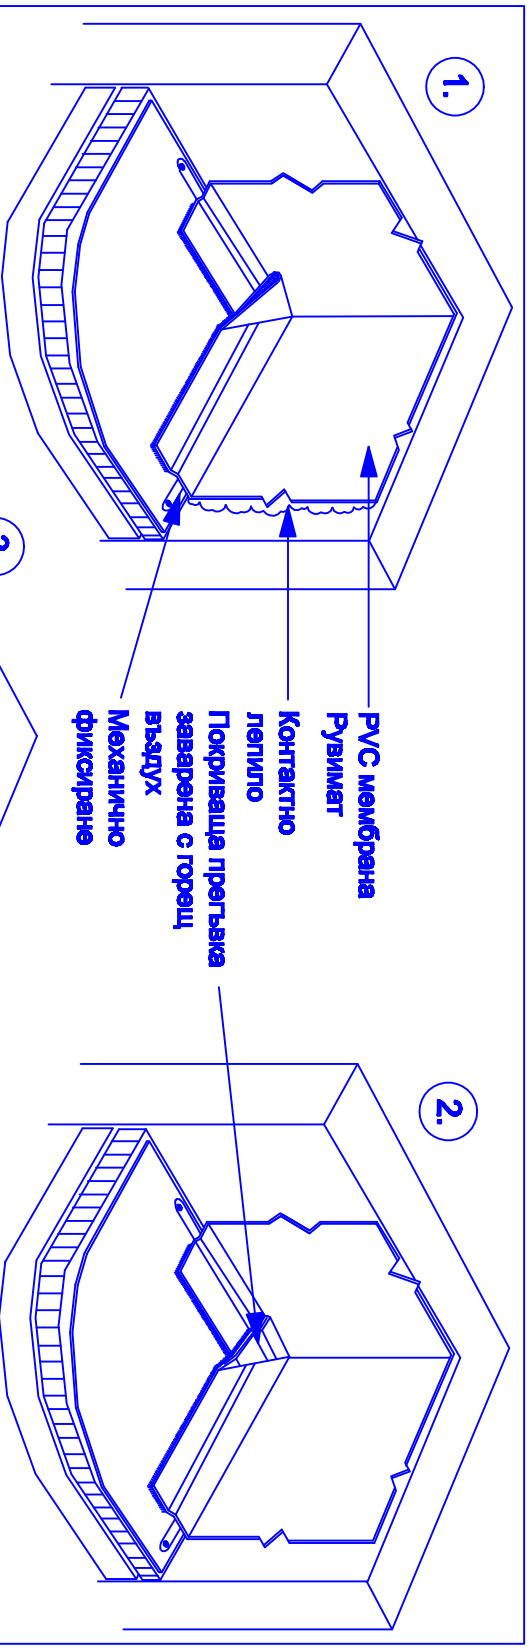 1.
PVC мембрана
Рувимат
Контактно
лепило
Покриваща прегъвка
заварена с горещ
въздух
Механично
фиксиране
2.